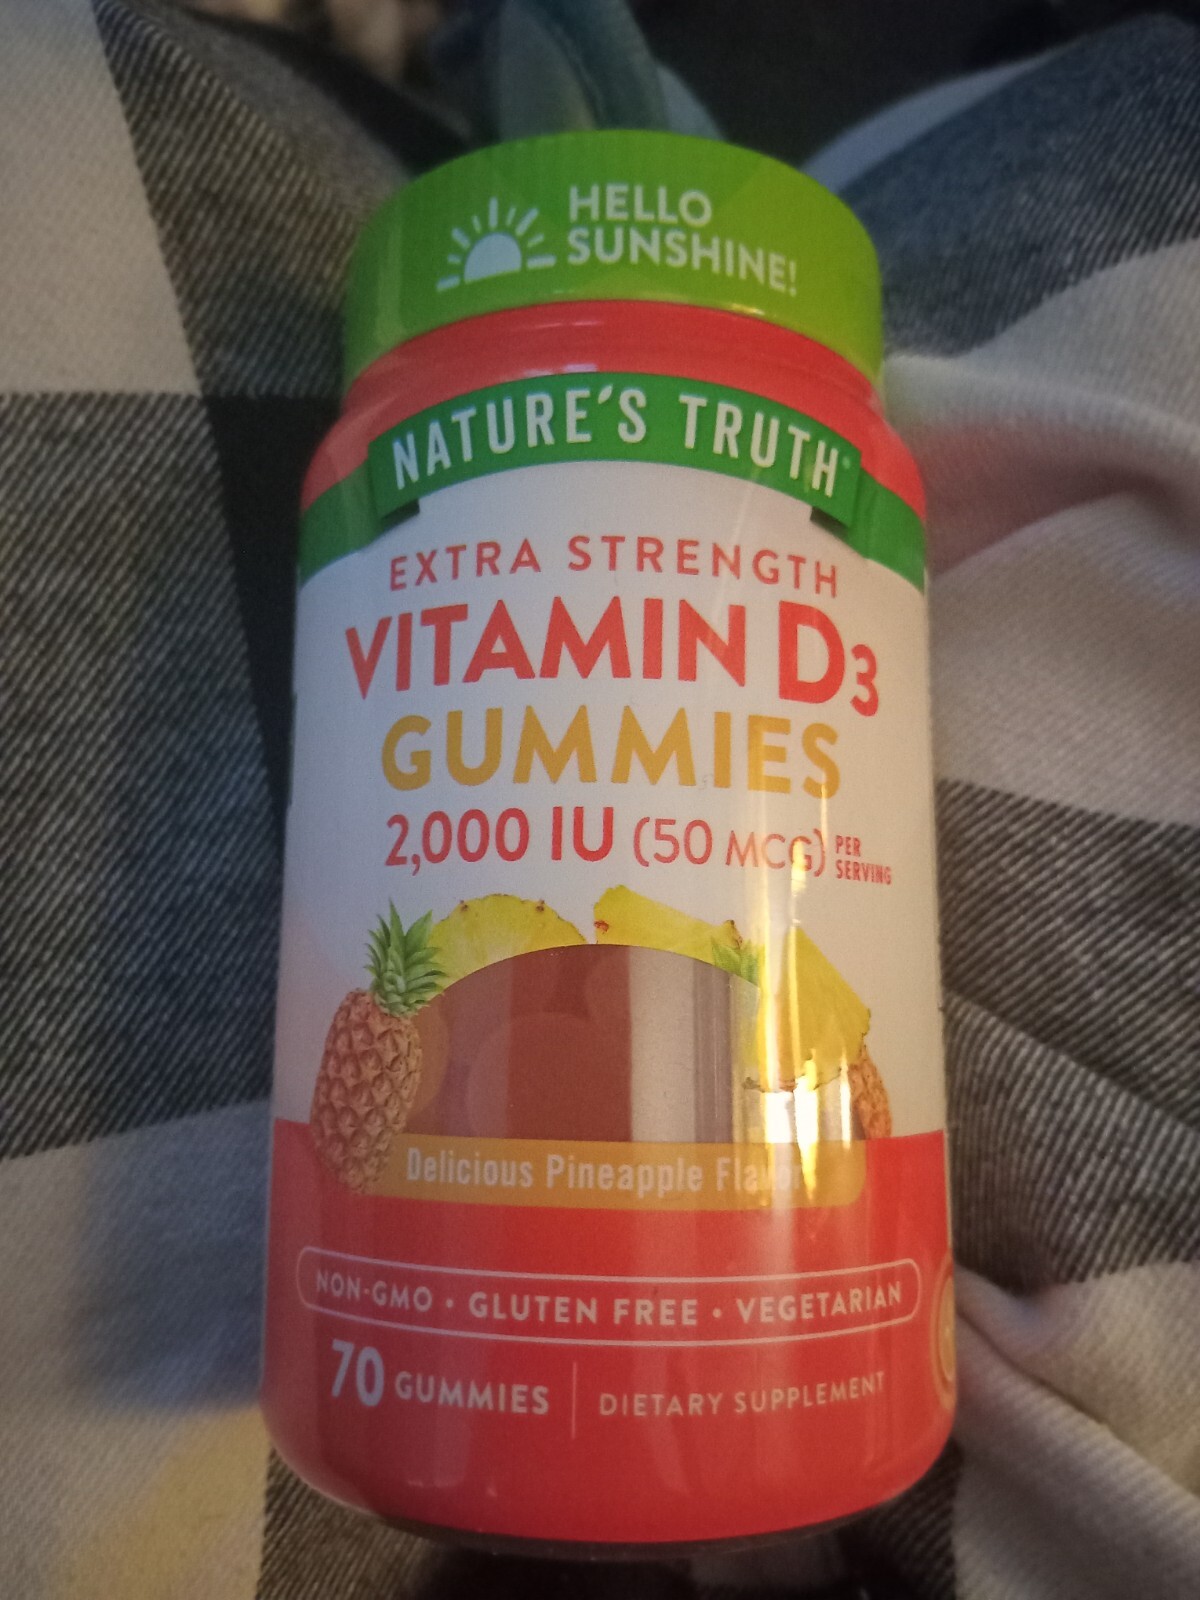 HELLO
SUNSHINE!
NATURE'S TRUTH®
EXTRA STRENGTH
VITAMIN D3
GUMMIES
2,000 IU (50 MCG) PER
SERVING
Delicious Pineapple Flavor
NON-GMO • GLUTEN FREE • VEGETARIAN
70 GUMMIES | DIETARY SUPPLEMENT